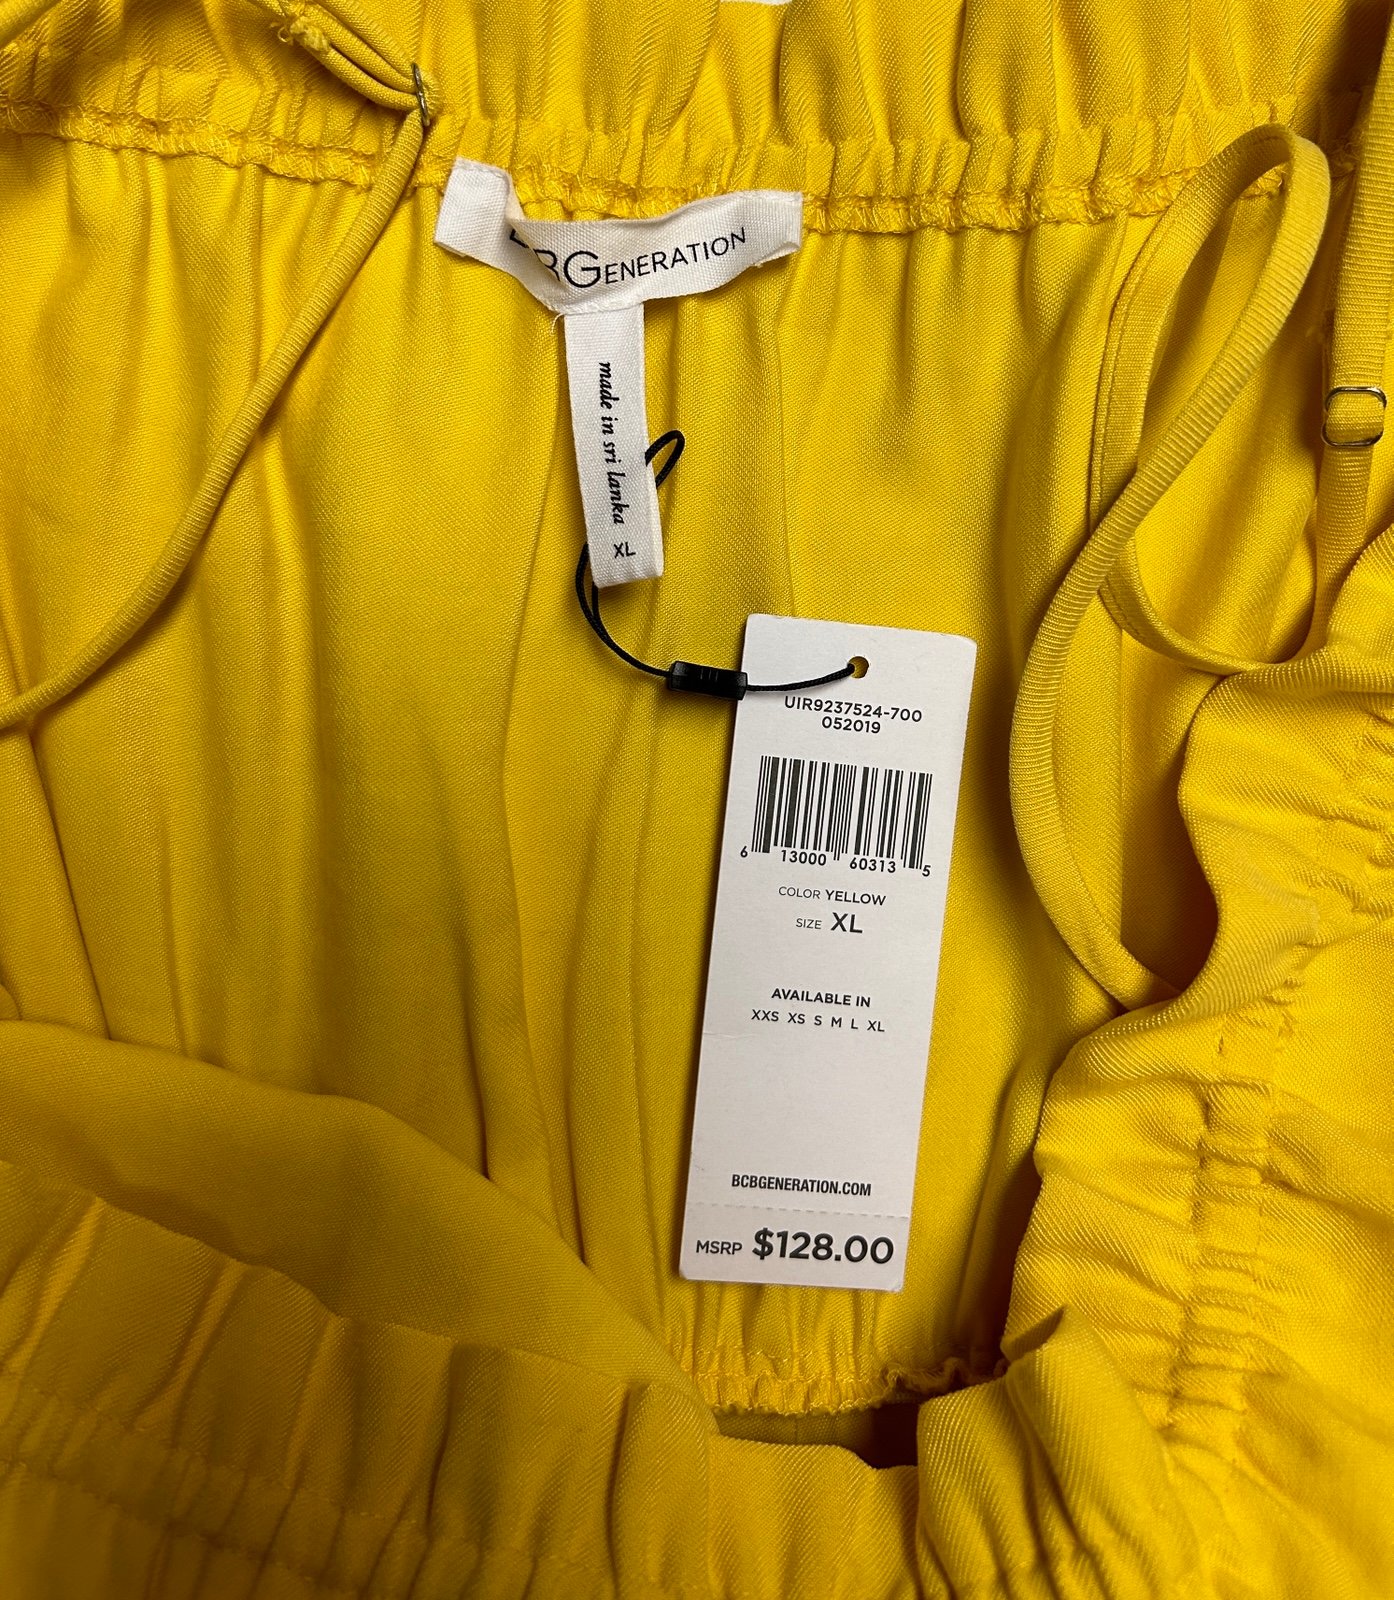 BGENERATION
made in sri lanka XL
UIR9237524-700
052019
6 13000 60313 5
COLOR YELLOW
SIZE XL
AVAILABLE IN
XXS XS S M L XL
BCBGENERATION.COM
MSRP $128.00